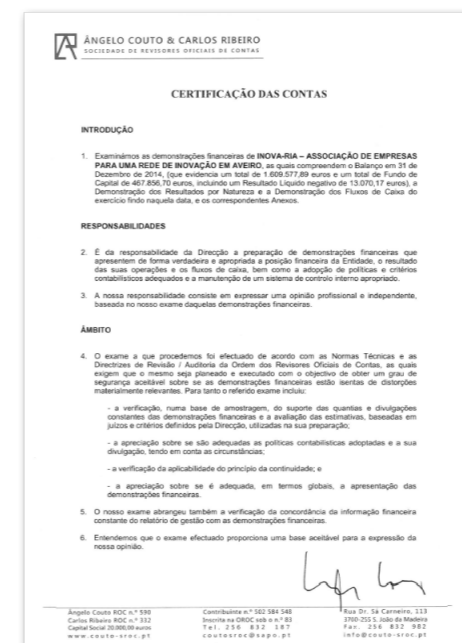 ÂNGELO COUTO & CARLOS RIBEIRO
SOCIEDADE DE REVISORES OFICIAIS DE CONTAS
CERTIFICAÇÃO DAS CONTAS
INTRODUÇÃO
1. Examinámos as demonstrações financeiras de INOVA-RIA – ASSOCIAÇÃO DE EMPRESAS
PARA UMA REDE DE INOVAÇÃO EM AVEIRO, as quais compreendem o Balanço em 31 de
Dezembro de 2014, (que evidencia um total de 1.609.577,89 euros e um total de Fundo de
Capital de 467.856,70 euros, incluindo um Resultado Líquido negativo de 13.070,17 euros), a
Demonstração dos Resultados por Natureza e a Demonstração dos Fluxos de Caixa do
exercício findo naquela data, e os correspondentes Anexos.
RESPONSABILIDADES
2. É da responsabilidade da Direcção a preparação de demonstrações financeiras que
apresentem de forma verdadeira e apropriada a posição financeira da Entidade, o resultado
das suas operações e os fluxos de caixa, bem como a adopção de políticas e critérios
contabilísticos adequados e a manutenção de um sistema de controlo interno apropriado.
3. A nossa responsabilidade consiste em expressar uma opinião profissional e independente,
baseada no nosso exame daquelas demonstrações financeiras.
ÂMBITO
4. O exame a que procedemos foi efectuado de acordo com as Normas Técnicas e as
Directrizes de Revisão / Auditoria da Ordem dos Revisores Oficiais de Contas, as quais
exigem que o mesmo seja planeado e executado com o objectivo de obter um grau de
segurança aceitável sobre se as demonstrações financeiras estão isentas de distorções
materialmente relevantes. Para tanto o referido exame incluiu:
- a verificação, numa base de amostragem, do suporte das quantias e divulgações
constantes das demonstrações financeiras e a avaliação das estimativas, baseadas em
juízos e critérios definidos pela Direcção, utilizadas na sua preparação;
- a apreciação sobre se são adequadas as políticas contabilísticas adoptadas e a sua
divulgação, tendo em conta as circunstâncias;
- a verificação da aplicabilidade do princípio da continuidade; e
- a apreciação sobre se é adequada, em termos globais, a apresentação das
demonstrações financeiras.
5. O nosso exame abrangeu também a verificação da concordância da informação financeira
constante do relatório de gestão com as demonstrações financeiras.
6. Entendemos que o exame efectuado proporciona uma base aceitável para a expressão da
nossa opinião.
Ângelo Couto ROC n.º 590
Carlos Ribeiro ROC n.º 332
Capital Social 20.000,00 euros
www.couto-sroc.pt
Contribuinte nº 502 584 548
Inscrita na OROC sob o n.º 83
Tel. 256 832 187
coutosroc@sapo.pt
Rua Dr. Sá Carneiro, 113
3700-255 S. João da Madeira
Fax. 256 832 982
info@couto-sroc.pt